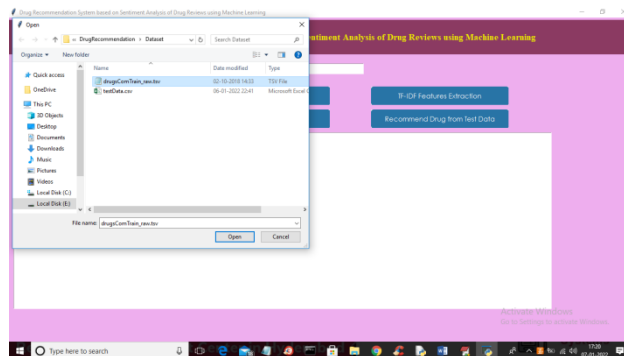 Drug Recommendation System based on Sentiment Analysis of Drug Reviews using Machine Learning
Open
« DrugRecommendation > Dataset
Search Dataset
Organize
New folder
Name
Date modified
Type
Quick access
OneDrive
This PC
3D Objects
Desktop
Documents
Downloads
Music
Pictures
Videos
Local Disk (C:)
Local Disk (E:)
drugsComTrain_raw.tsv
02-10-2018 14:53
TSV File
testData.csv
06-01-2022 22:41
Microsoft Excel
File name:
drugsComTrain_raw.tsv
Open
Cancel
ntiment Analysis of Drug Reviews using Machine Learning
TF-IDF Features Extraction
Recommend Drug from Test Data
Activate Windows
Go to Settings to activate Windows.
Type here to search
17:20
07-01-2022